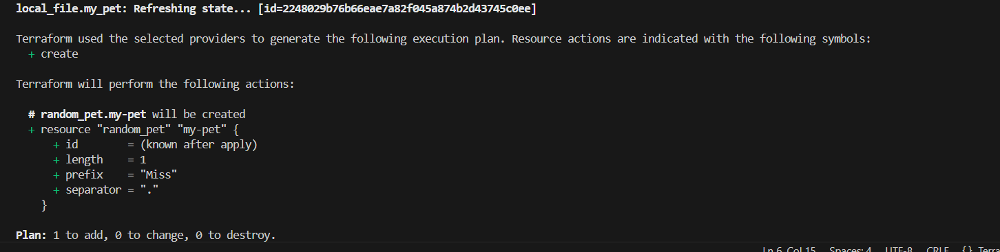 local_file.my_pet: Refreshing state... [id=2248029b76b66eae7a82f045a874b2d43745c0ee]
Terraform used the selected providers to generate the following execution plan. Resource actions are indicated with the following symbols:
+ create
Terraform will perform the following actions:
# random_pet.my-pet will be created
+ resource "random_pet" "my-pet" {
+ id = (known after apply)
+ length = 1
+ prefix = "Miss"
+ separator = "."
}
Plan: 1 to add, 0 to change, 0 to destroy.
Ln 6, Col 15 Spaces: 4 UTF-8 CRLF {} Terra